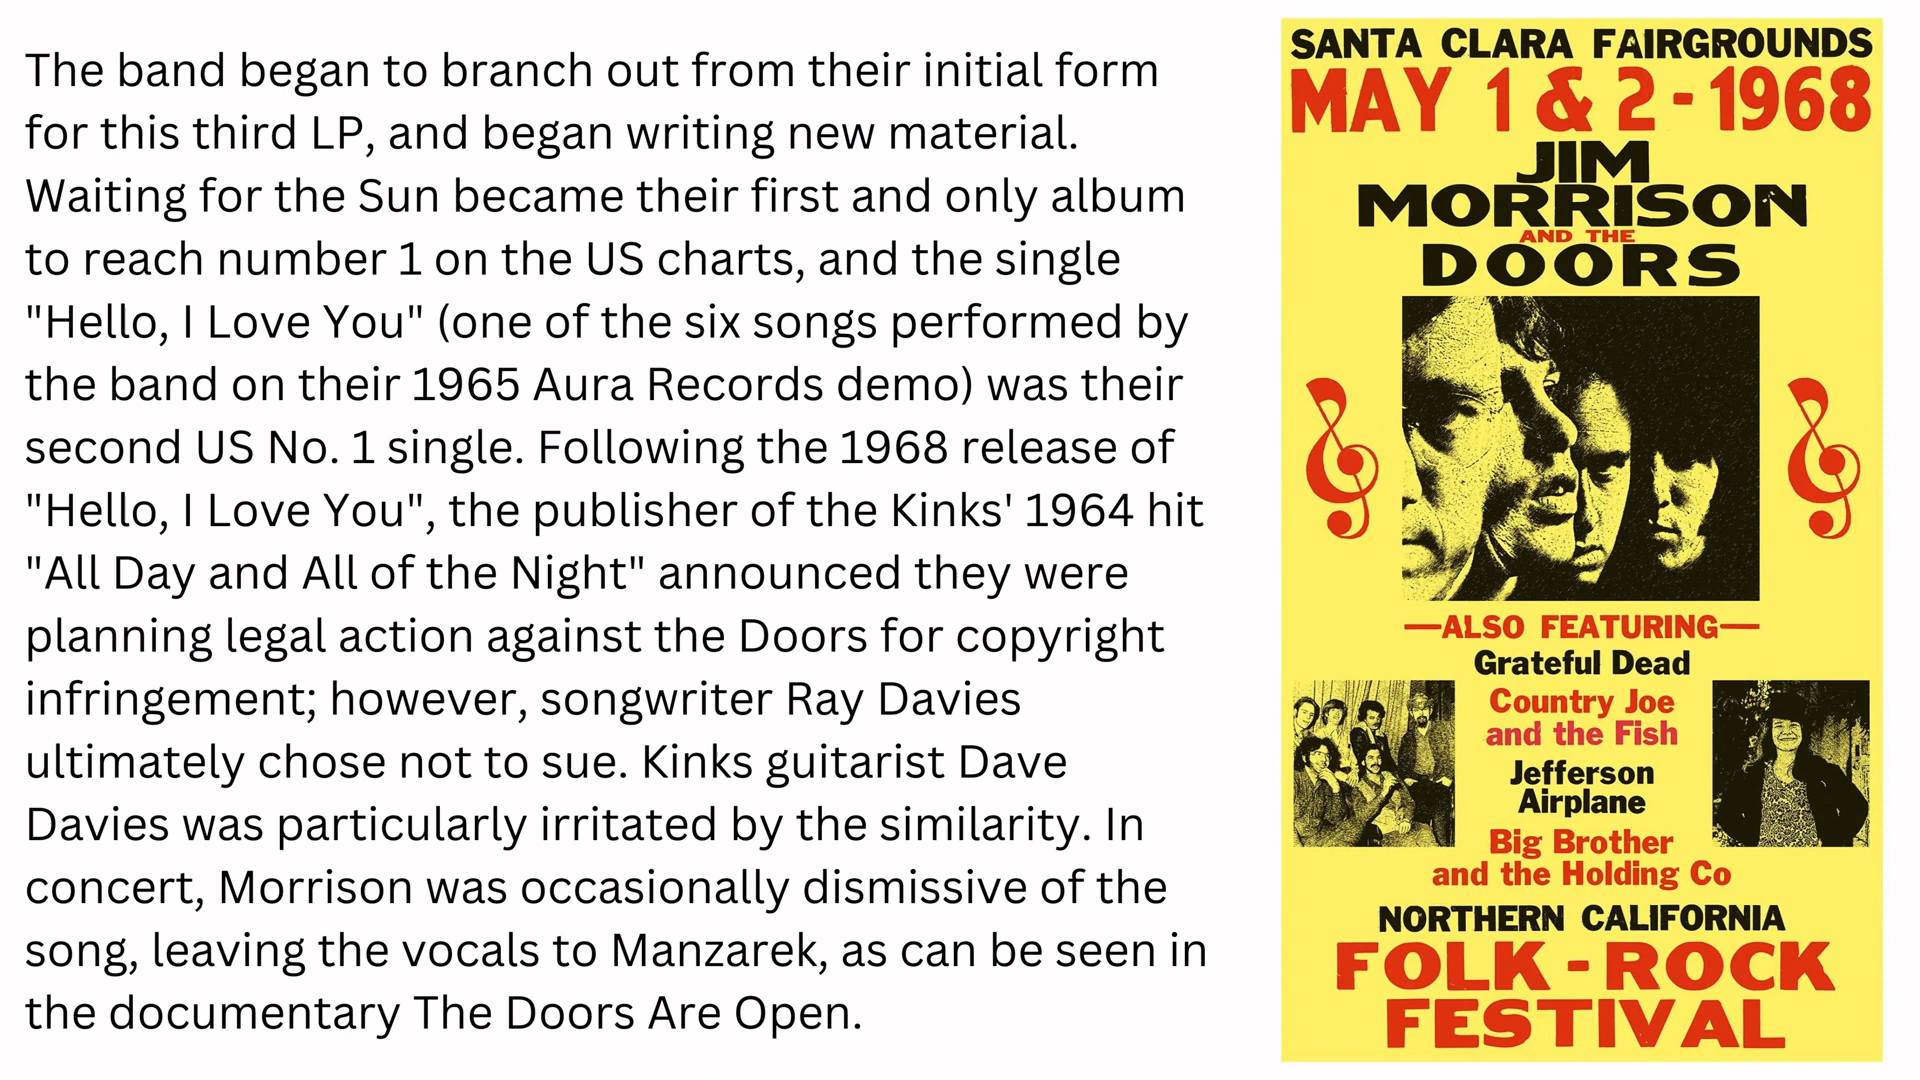 The band began to branch out from their initial form
for this third LP, and began writing new material.
Waiting for the Sun became their first and only album
to reach number 1 on the US charts, and the single
"Hello, I Love You" (one of the six songs performed by
the band on their 1965 Aura Records demo) was their
second US No. 1 single. Following the 1968 release of
"Hello, I Love You", the publisher of the Kinks' 1964 hit
"All Day and All of the Night" announced they were
planning legal action against the Doors for copyright
infringement; however, songwriter Ray Davies
ultimately chose not to sue. Kinks guitarist Dave
Davies was particularly irritated by the similarity. In
concert, Morrison was occasionally dismissive of the
song, leaving the vocals to Manzarek, as can be seen in
the documentary The Doors Are Open.
SANTA CLARA FAIRGROUNDS
MAY 1 & 2 - 1968
JIM
MORRISON
AND THE
DOORS
—ALSO FEATURING—
Grateful Dead
Country Joe
and the Fish
Jefferson
Airplane
Big Brother
and the Holding Co
NORTHERN CALIFORNIA
FOLK - ROCK
FESTIVAL